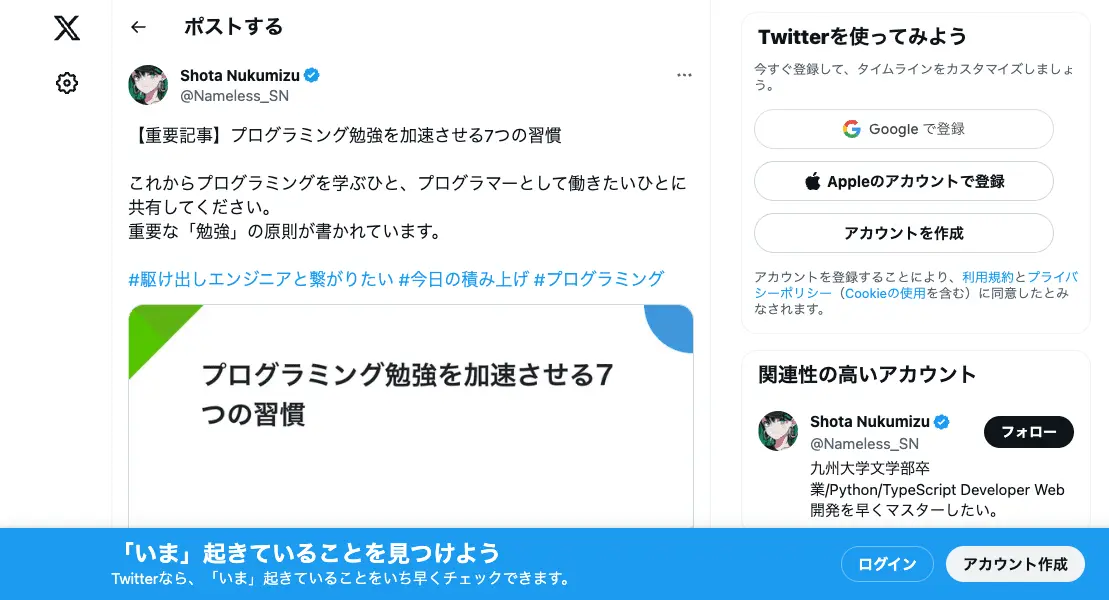 ポストする
Shota Nukumizu
@Nameless_SN
【重要記事】プログラミング勉強を加速させる7つの習慣
これからプログラミングを学ぶひと、プログラマーとして働きたいひとに
共有してください。
重要な「勉強」の原則が書かれています。
#駆け出しエンジニアと繋がりたい #今日の積み上げ #プログラミング
プログラミング勉強を加速させる7
つの習慣
Twitterを使ってみよう
今すぐ登録して、タイムラインをカスタマイズしましょ
う。
Google で登録
Appleのアカウントで登録
アカウントを作成
アカウントを登録することにより、利用規約とプライバ
シーポリシー（Cookieの使用を含む）に同意したとみ
なされます。
関連性の高いアカウント
Shota Nukumizu
@Nameless_SN
フォロー
九州大学文学部卒
業/Python/TypeScript Developer Web
開発を早くマスターしたい。
「いま」起きていることを見つけよう
Twitterなら、「いま」起きていることをいち早くチェックできます。
ログイン
アカウント作成